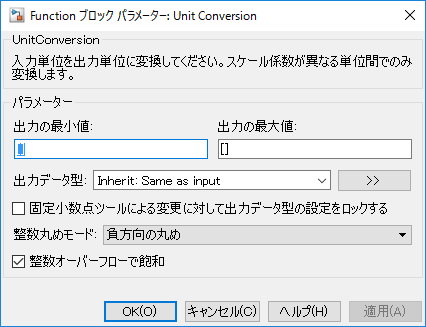 Function ブロック パラメーター: Unit Conversion
UnitConversion
入力単位を出力単位に変換してください。スケール係数が異なる単位間でのみ
変換します。
パラメーター
出力の最小値: 出力の最大値:
[] []
出力データ型: Inherit: Same as input >>
固定小数点ツールによる変更に対して出力データ型の設定をロックする
整数丸めモード: 負方向の丸め
整数オーバーフローで飽和
OK(O) キャンセル(C) ヘルプ(H) 適用(A)